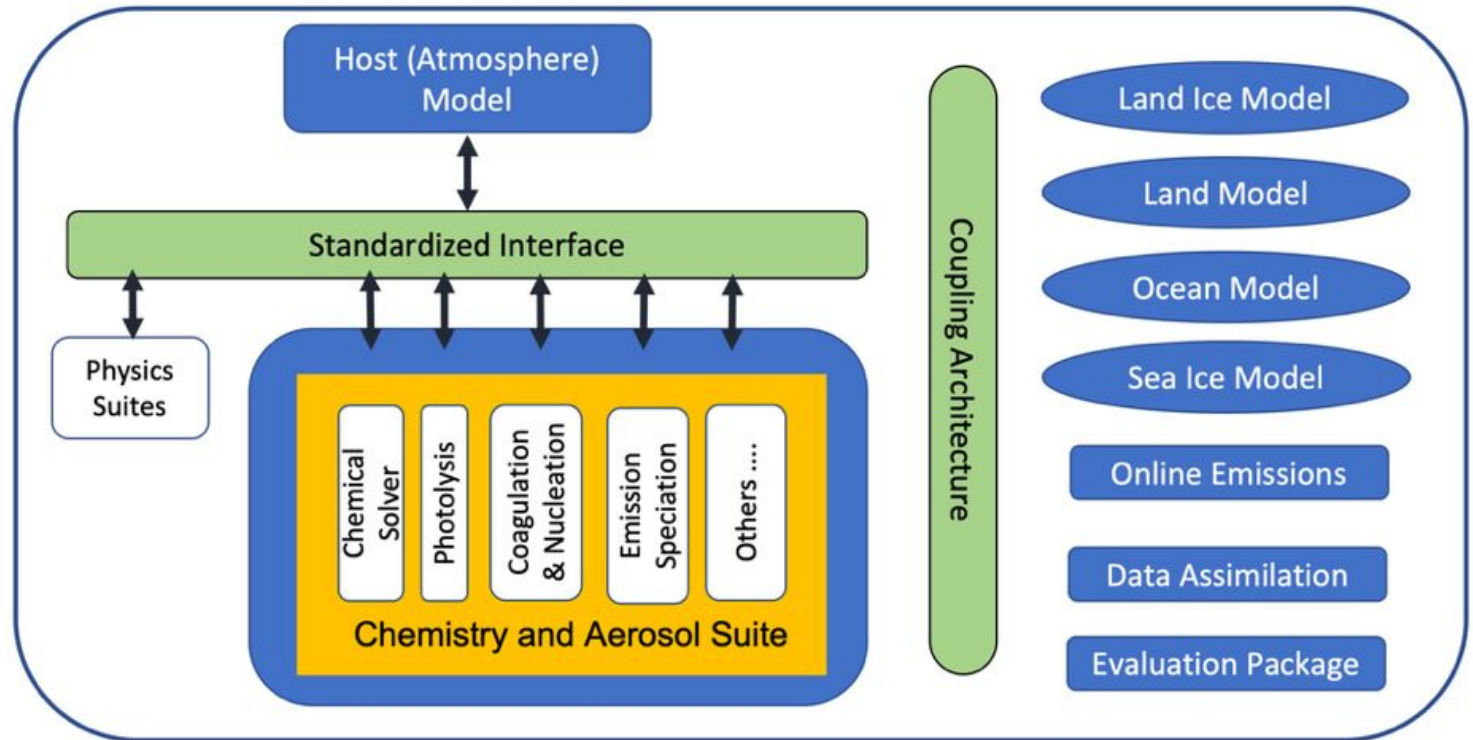 Host (Atmosphere)
Model
Standardized Interface
Physics
Suites
Chemical
Solver
Photolysis
Coagulation
& Nucleation
Emission
Speciation
Others ....
Chemistry and Aerosol Suite
Coupling Architecture
Land Ice Model
Land Model
Ocean Model
Sea Ice Model
Online Emissions
Data Assimilation
Evaluation Package